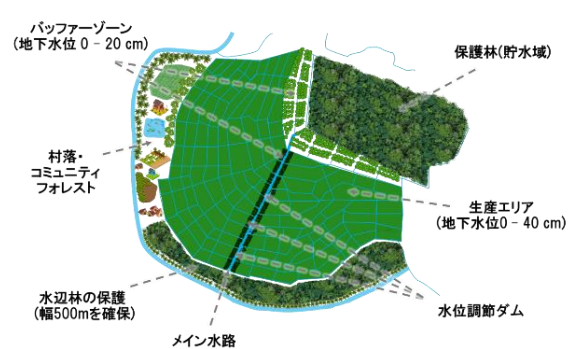 バッファーゾーン
(地下水位 0 - 20 cm)
保護林(貯水域)
村落・
コミュニティ
フォレスト
生産エリア
(地下水位0 - 40 cm)
水辺林の保護
(幅500mを確保)
水位調節ダム
メイン水路